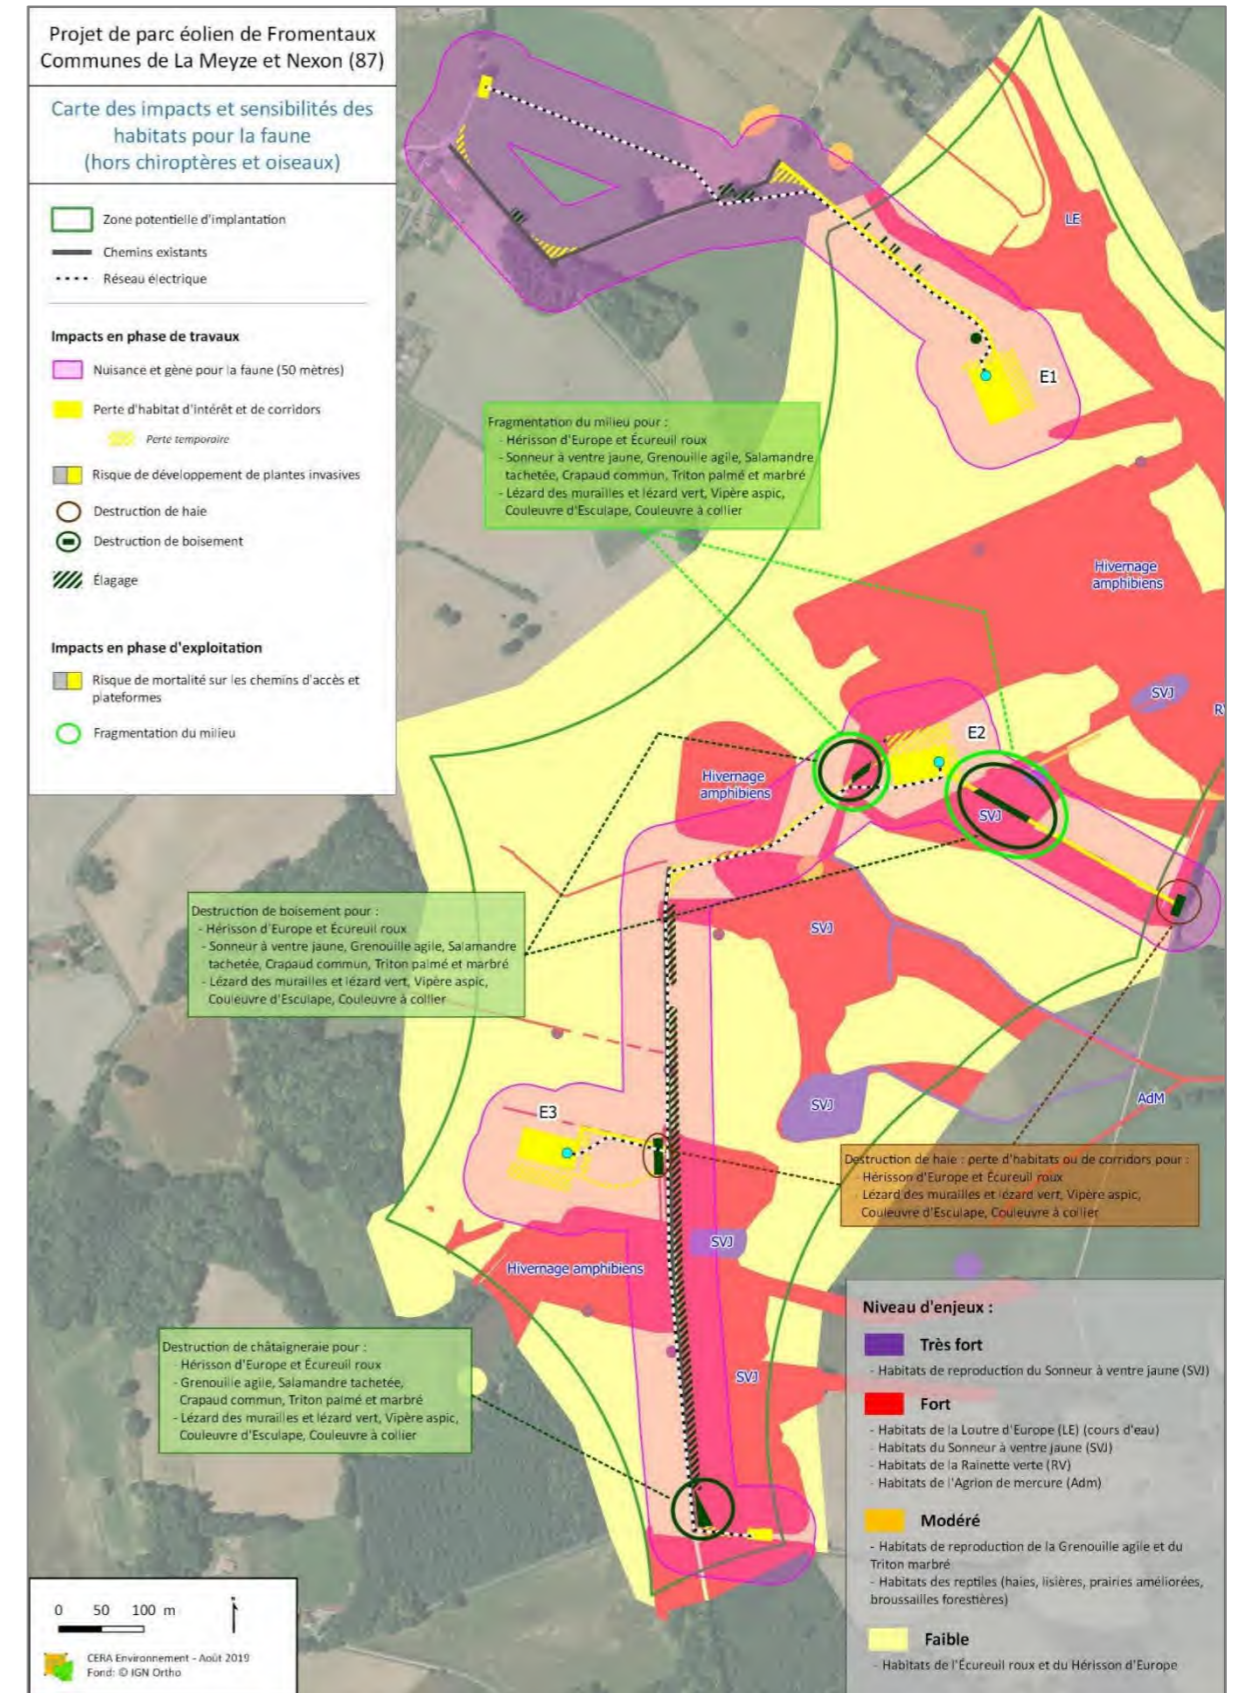 Projet de parc éolien de Fromentaux
Communes de La Meyze et Nexon (87)
Carte des impacts et sensibilités des
habitats pour la faune
(hors chiroptères et oiseaux)
Zone potentielle d'implantation
Chemins existants
Réseau électrique
Impacts en phase de travaux
Nuisance et gène pour la faune (50 mètres)
Perte d'habitat d'intérêt et de corridors
Perte temporaire
Risque de développement de plantes invasives
Destruction de haie
Destruction de boisement
Élagage
Impacts en phase d'exploitation
Risque de mortalité sur les chemins d'accès et
plateformes
Fragmentation du milieu
LE
E1
Fragmentation du milieu pour :
- Hérisson d'Europe et Écureuil roux
- Sonneur à ventre jaune, Grenouille agile, Salamandre
tachetée, Crapaud commun, Triton palmé et marbré
- Lézard des murailles et lézard vert, Vipère aspic,
Couleuvre d'Esculape, Couleuvre à collier
Hivernage
amphibiens
SVJ
E2
Hivernage
amphibiens
SVJ
Destruction de boisement pour :
- Hérisson d'Europe et Écureuil roux
- Sonneur à ventre jaune, Grenouille agile, Salamandre
tachetée, Crapaud commun, Triton palmé et marbré
- Lézard des murailles et lézard vert, Vipère aspic,
Couleuvre d'Esculape, Couleuvre à collier
SVJ
SVJ
AdM
E3
Destruction de haie : perte d'habitats ou de corridors pour :
- Hérisson d'Europe et Écureuil roux
- Lézard des murailles et lézard vert, Vipère aspic,
Couleuvre d'Esculape, Couleuvre à collier
SVJ
Hivernage amphibiens
Destruction de châtaigneraie pour :
- Hérisson d'Europe et Écureuil roux
- Grenouille agile, Salamandre tachetée,
Crapaud commun, Triton palmé et marbré
- Lézard des murailles et lézard vert, Vipère aspic,
Couleuvre d'Esculape, Couleuvre à collier
SVJ
Niveau d'enjeux :
Très fort
- Habitats de reproduction du Sonneur à ventre jaune (SVJ)
Fort
- Habitats de la Loutre d'Europe (LE) (cours d'eau)
- Habitats du Sonneur à ventre jaune (SVJ)
- Habitats de la Rainette verte (RV)
- Habitats de l'Agrion de mercure (Adm)
Modéré
- Habitats de reproduction de la Grenouille agile et du
Triton marbré
- Habitats des reptiles (haies, lisières, prairies améliorées,
broussailles forestières)
Faible
- Habitats de l'Écureuil roux et du Hérisson d'Europe
0 50 100 m
CERA Environnement - Août 2019
Fond: © IGN Ortho